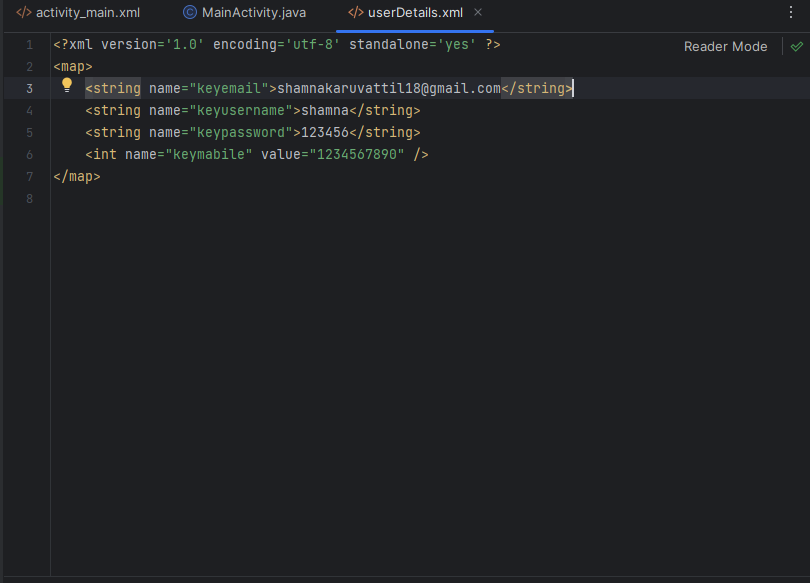 activity_main.xml MainActivity.java userDetails.xml
Reader Mode
1 <?xml version='1.0' encoding='utf-8' standalone='yes' ?>
2 <map>
3 <string name="keyemail">shamnakaruvattil18@gmail.com</string>
4 <string name="keyusername">shamna</string>
5 <string name="keypassword">123456</string>
6 <int name="keymabile" value="1234567890" />
7 </map>
8